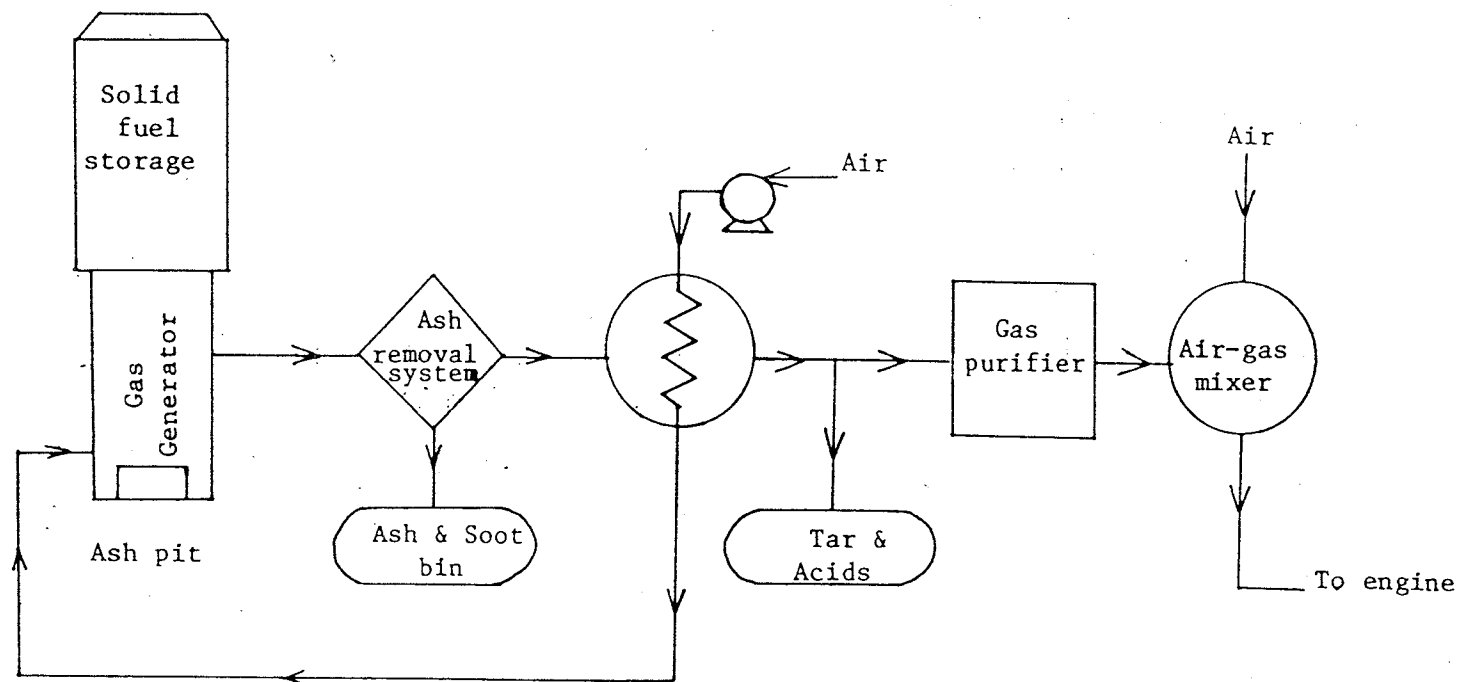 Solid
fuel
storage
Gas
Generator
Ash pit
Ash
removal
system
Ash & Soot
bin
Air
Tar &
Acids
Gas
purifier
Air
Air-gas
mixer
To engine